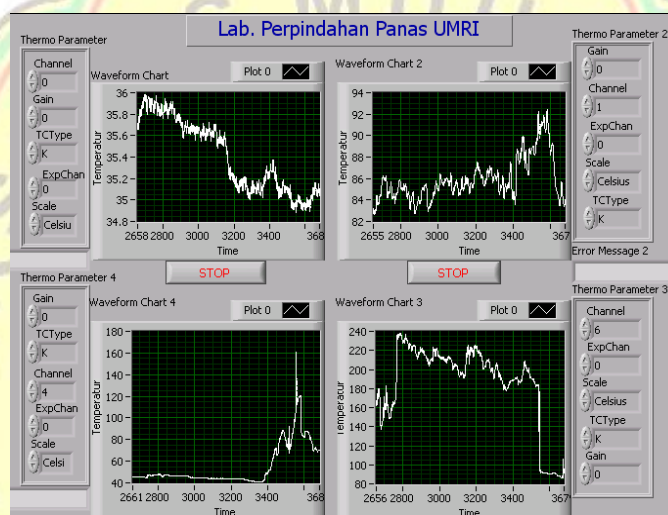 Lab. Perpindahan Panas UMRI
Thermo Parameter
Channel
0
Gain
0
TCType
K
ExpChan
0
Scale
Celsiu
Waveform Chart
Plot 0
36
35.8
35.6
35.4
35.2
35
34.8
Temperatur
2658 2800 3000 3200 3400 368
Time
STOP
Waveform Chart 2
Plot 0
94
92
90
88
86
84
82
Temperatur
2655 2800 3000 3200 3400 367
Time
STOP
Thermo Parameter 2
Gain
0
Channel
1
ExpChan
0
Scale
Celsius
TCType
K
Error Message 2
Thermo Parameter 4
Gain
0
TCType
K
Channel
4
ExpChan
0
Scale
Celsi
Waveform Chart 4
Plot 0
180
160
140
120
100
80
60
40
Temperatur
2661 2800 3000 3200 3400 368
Time
Waveform Chart 3
Plot 0
240
220
200
180
160
140
120
100
80
Temperatur
2656 2800 3000 3200 3400 367
Time
Thermo Parameter 3
Channel
6
ExpChan
0
Scale
Celsius
TCType
K
Gain
0